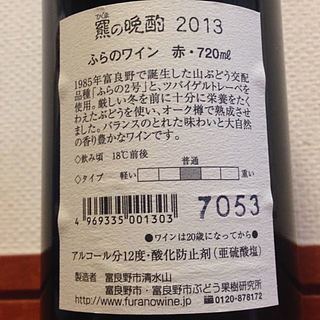 ひぐま
羆の晩酌 2013
ふらのワイン 赤・720㎖
1985年富良野で誕生した山ぶどう交配
品種「ふらの2号」と、ツバイゲルトレーベを
使用。厳しい冬を前に十分に栄養をたく
わえたぶどうを使い、オーク樽で熟成させ
ました。バランスのとれた味わいと大自然
の香り豊かなワインです。
◇飲み頃 18℃前後
普通
◇タイプ 軽い 重い
7053
4 969335 001303
●ワインは20歳になってから●
アルコール分12度・酸化防止剤(亜硫酸塩)
製造者 富良野市清水山
富良野市・富良野市ぶどう果樹研究所
http://www.furanowine.jp 0120-878172